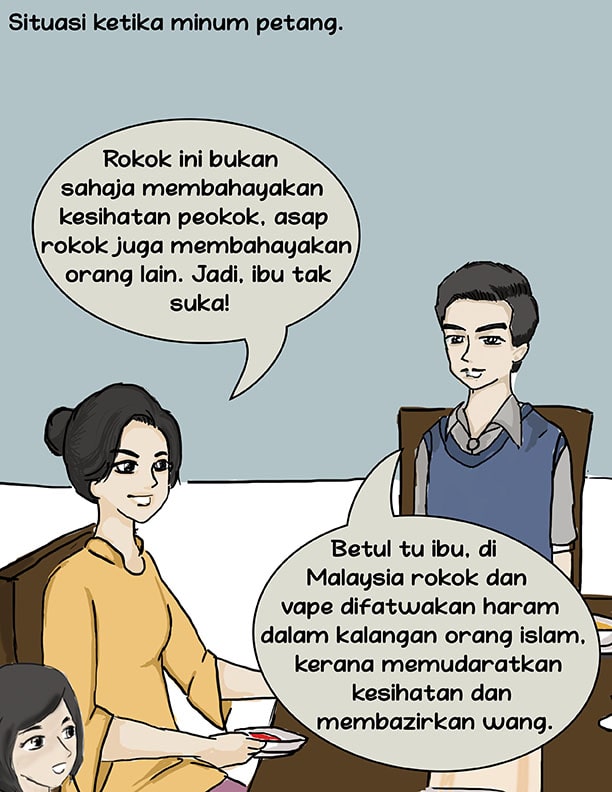 Situasi ketika minum petang.
Rokok ini bukan
sahaja membahayakan
kesihatan peokok, asap
rokok juga membahayakan
orang lain. Jadi, ibu tak
suka!
Betul tu ibu, di
Malaysia rokok dan
vape difatwakan haram
dalam kalangan orang islam,
kerana memudaratkan
kesihatan dan
membazirkan wang.